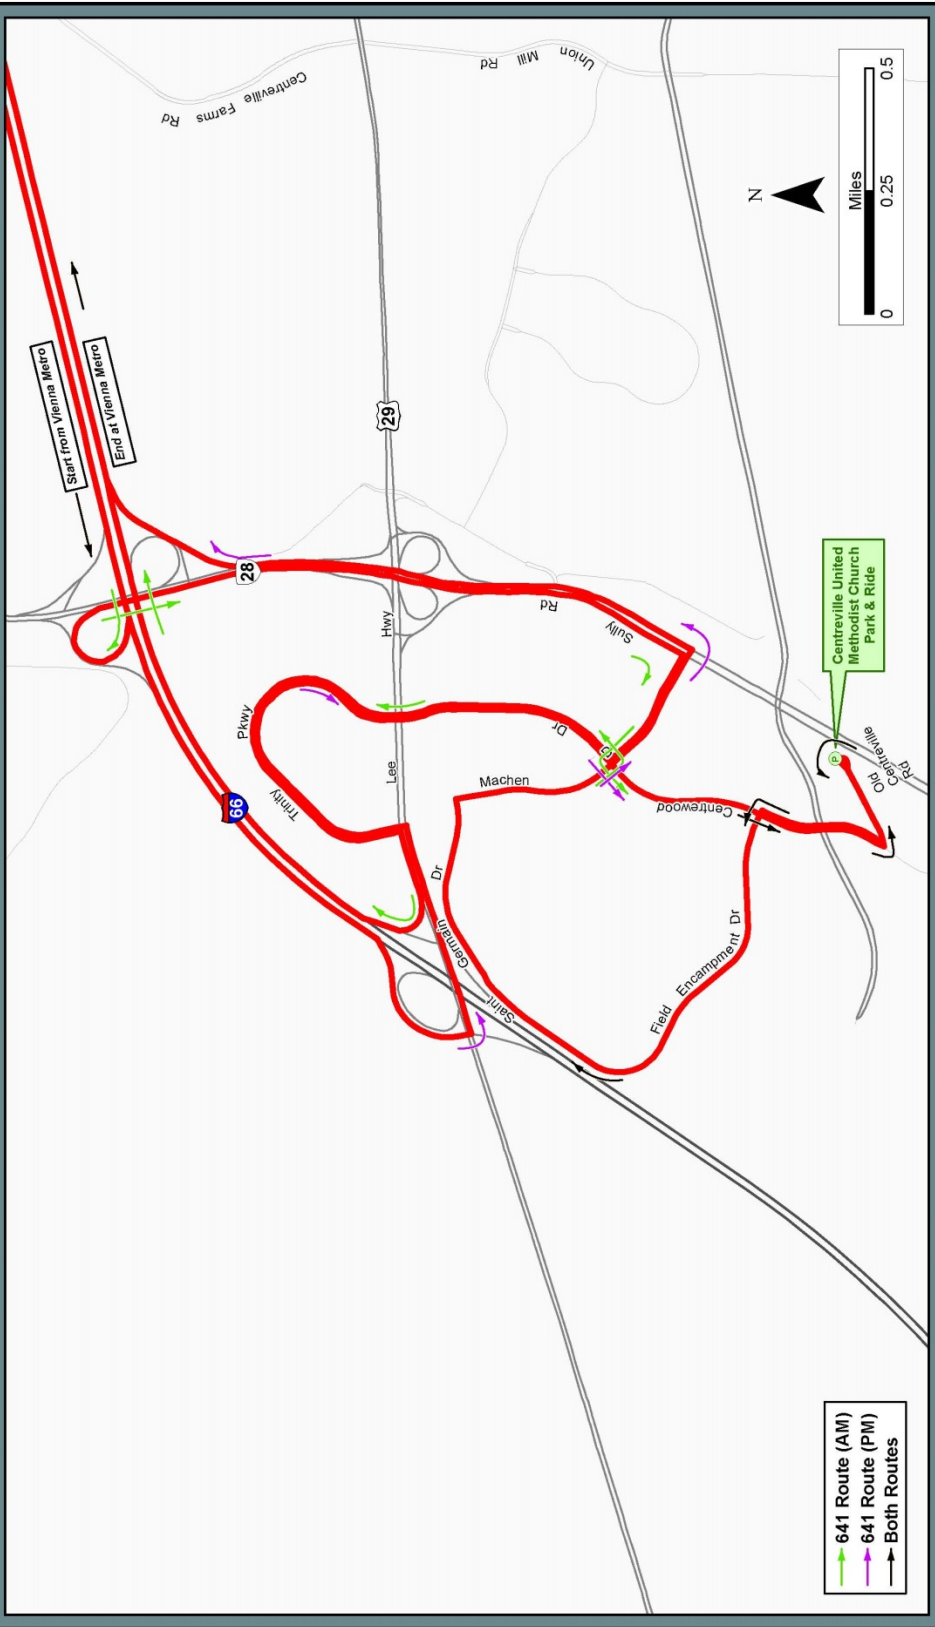 Centreville Farms
Rd
Union Mill Rd
Start from Vienna Metro
End at Vienna Metro
N
Miles
0 0.25 0.5
28
29
66
Hwy
Lee
Sully
Rd
Pkwy
Trinity
Dr
Machen
Centrewood
Dr
Germain
Saint
Field Encampment Dr
Old
Centreville
Rd
P
Centreville United
Methodist Church
Park & Ride
641 Route (AM)
641 Route (PM)
Both Routes